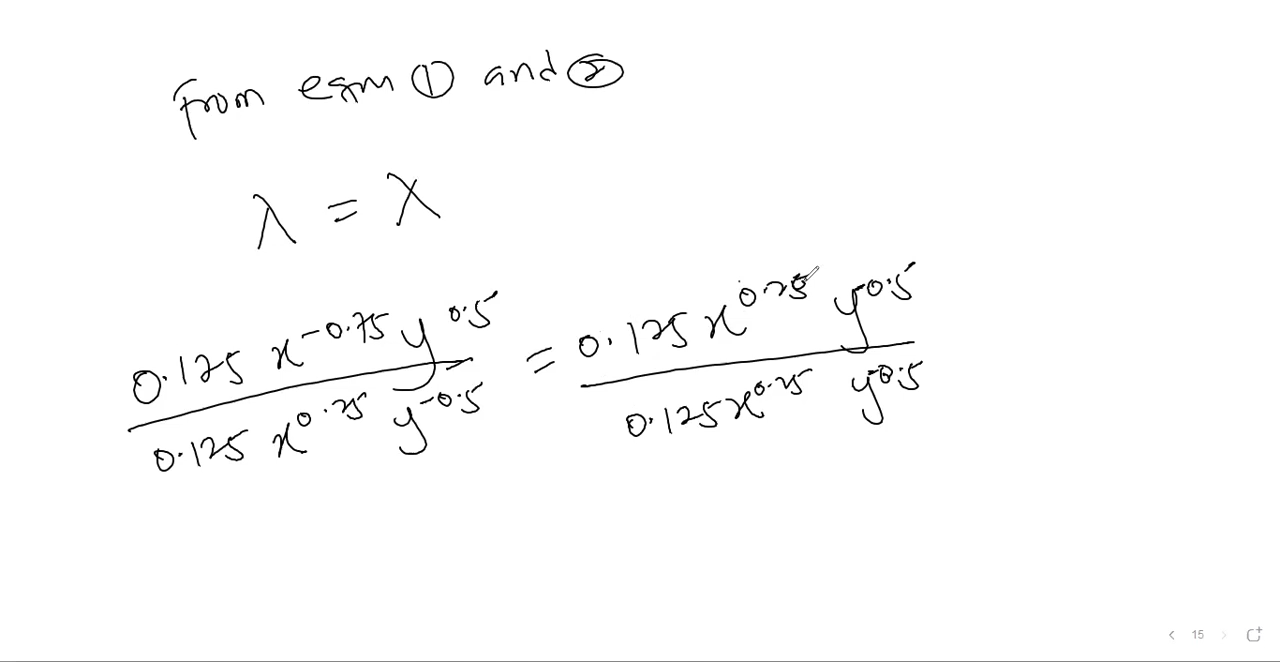 From eqn ① and ②
λ = λ
0.125 x^-0.75 y^0.5 / 0.125 x^0.25 y^-0.5 = 0.125 x^0.25 y^0.5 / 0.125 x^0.25 y^0.5
< 15 >